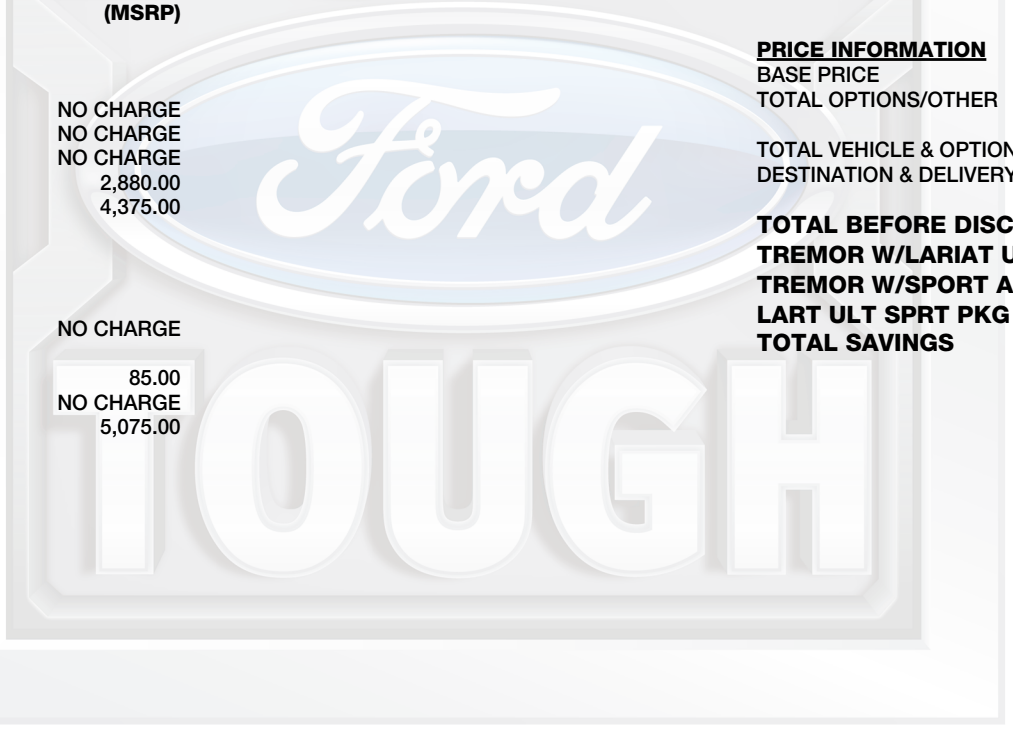 (MSRP)
NO CHARGE
NO CHARGE
NO CHARGE
2,880.00
4,375.00
NO CHARGE
85.00
NO CHARGE
5,075.00
PRICE INFORMATION
BASE PRICE
TOTAL OPTIONS/OTHER
TOTAL VEHICLE & OPTION
DESTINATION & DELIVERY
TOTAL BEFORE DISC
TREMOR W/LARIAT U
TREMOR W/SPORT A
LART ULT SPRT PKG
TOTAL SAVINGS
Ford
TOUGH